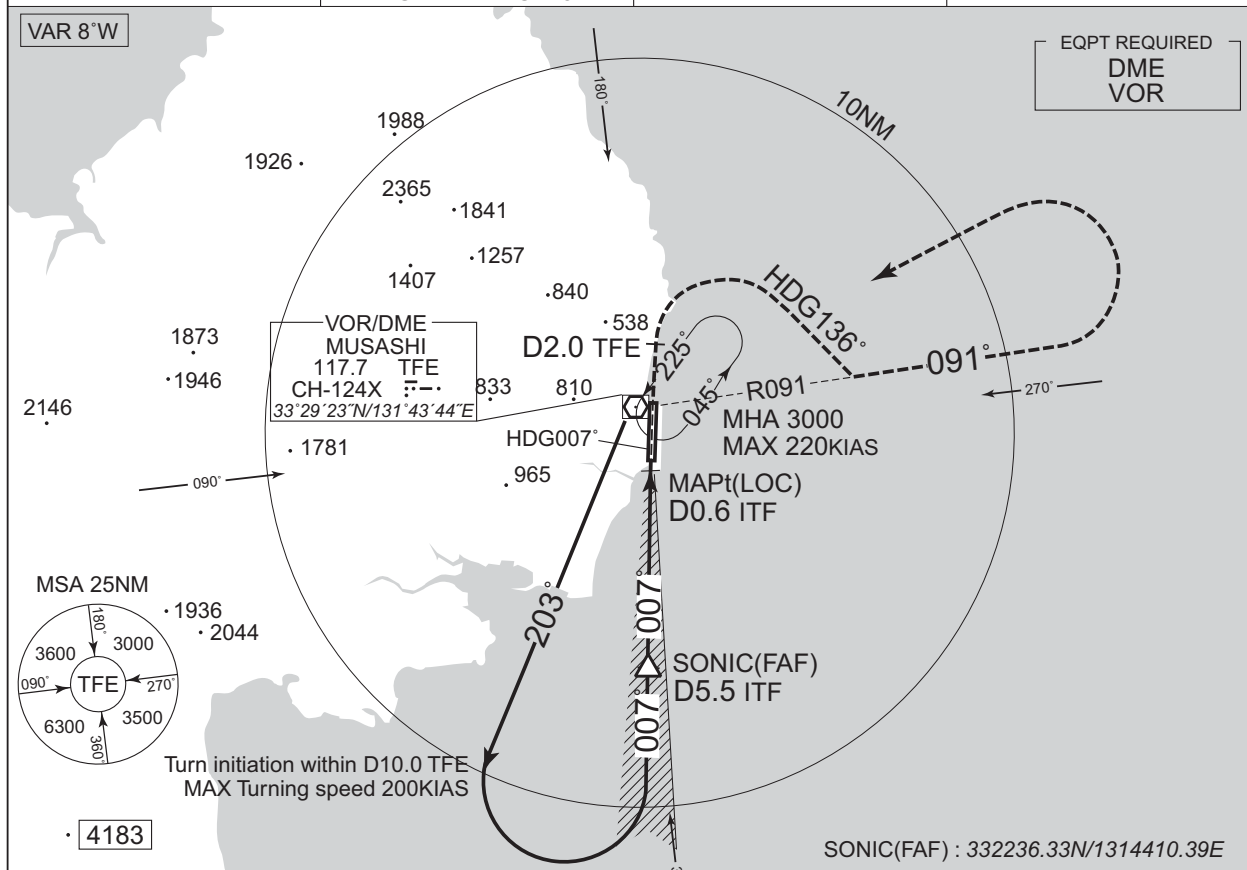 VAR 8°W
EQPT REQUIRED
DME
VOR
180°
10NM
1988
1926
2365
1841
1257
1407
840
538
HDG136°
VOR/DME
MUSASHI
117.7 TFE
CH-124X
33°29´23˝N/131°43´44˝E
1873
1946
2146
833
810
D2.0 TFE
225°
045°
R091
091°
270°
MHA 3000
MAX 220KIAS
HDG007°
1781
965
090°
MAPt(LOC)
D0.6 ITF
203°
007°
SONIC(FAF)
D5.5 ITF
007°
MSA 25NM
180°
3600
3000
090°
TFE
270°
6300
3500
360°
1936
2044
Turn initiation within D10.0 TFE
MAX Turning speed 200KIAS
4183
SONIC(FAF) : 332236.33N/1314410.39E